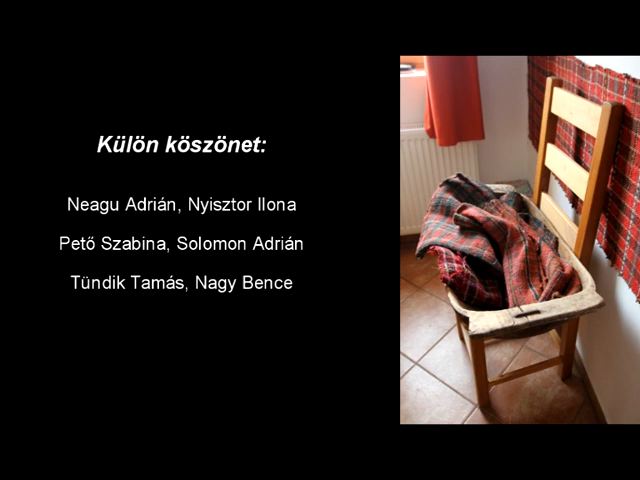 Külön köszönet:
Neagu Adrián, Nyisztor Ilona
Pető Szabina, Solomon Adrián
Tündik Tamás, Nagy Bence